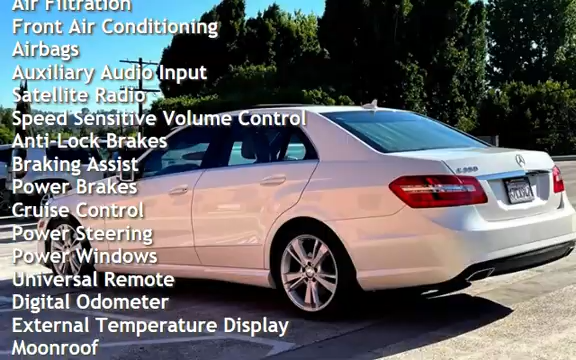 Air Filtration
Front Air Conditioning
Airbags
Auxiliary Audio Input
Satellite Radio
Speed Sensitive Volume Control
Anti-Lock Brakes
Braking Assist
Power Brakes
Cruise Control
Power Steering
Power Windows
Universal Remote
Digital Odometer
External Temperature Display
Moonroof
E350